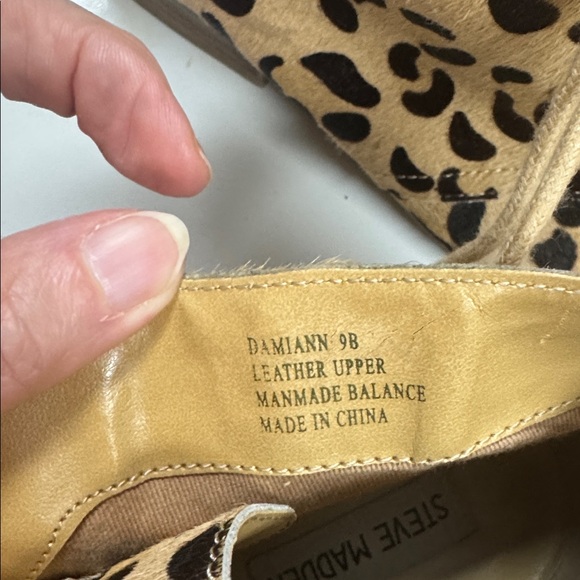 DAMIANN 9B
LEATHER UPPER
MANMADE BALANCE
MADE IN CHINA
STEVE MADDEN